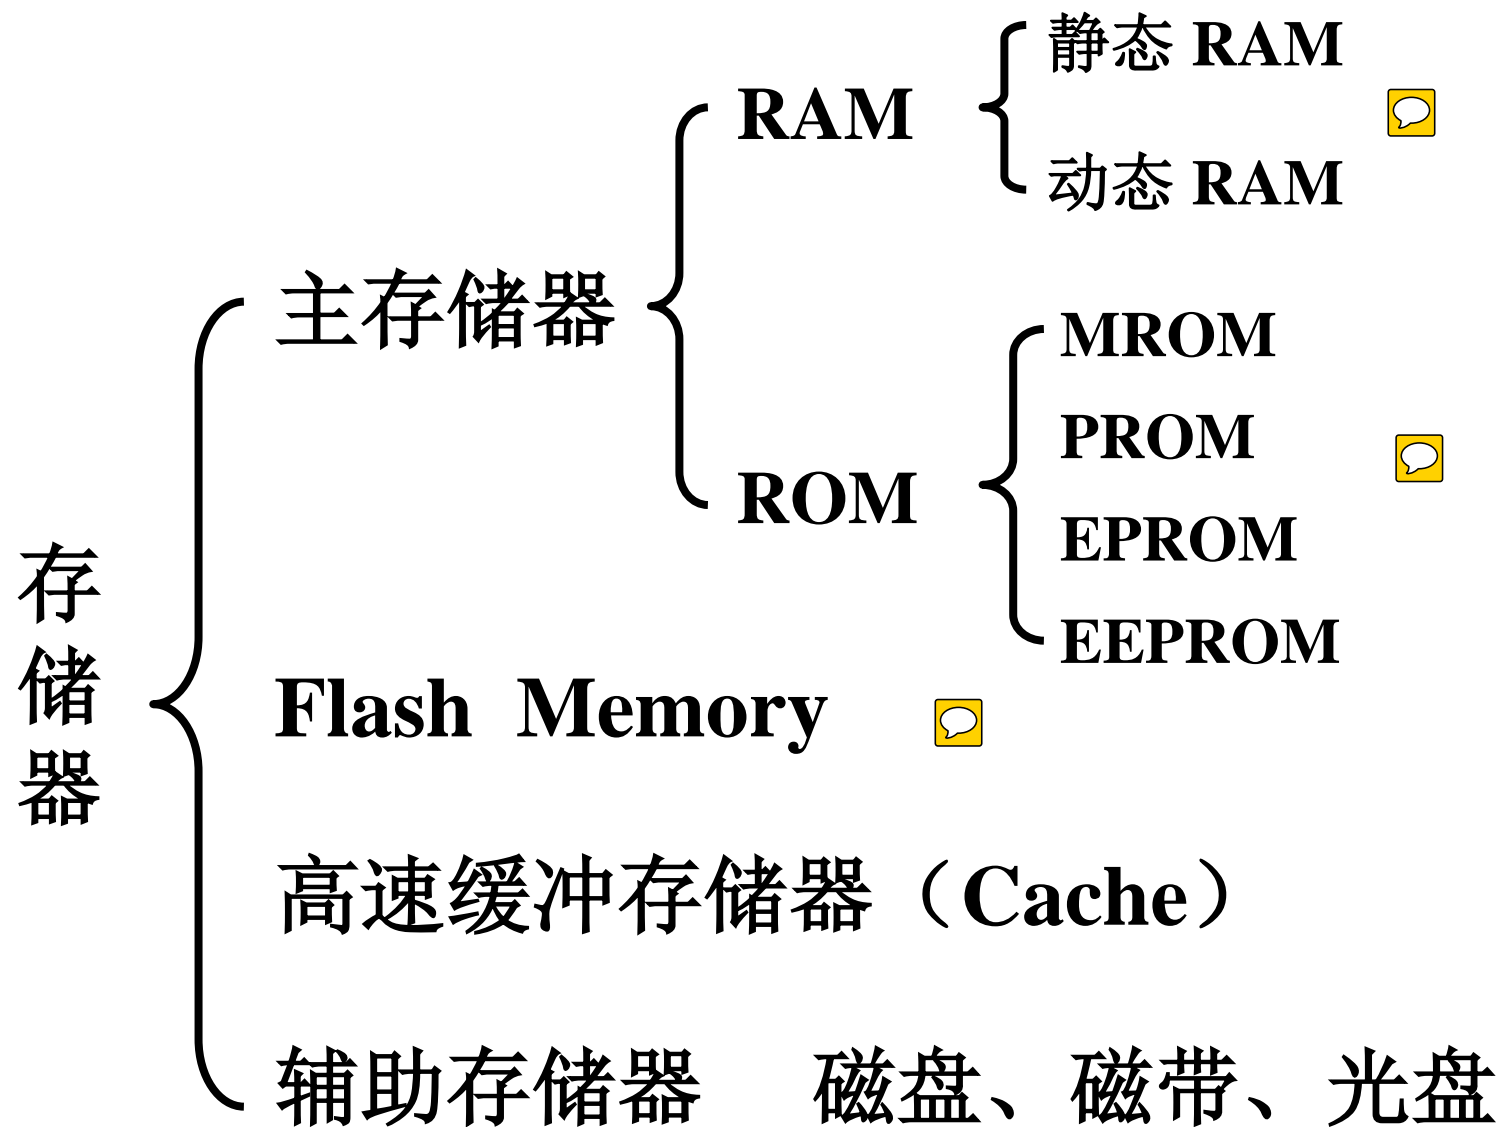 静态 RAM
RAM
动态 RAM
主存储器
MROM
PROM
ROM
EPROM
EEPROM
存储器
Flash Memory
高速缓冲存储器（Cache）
辅助存储器 磁盘、磁带、光盘